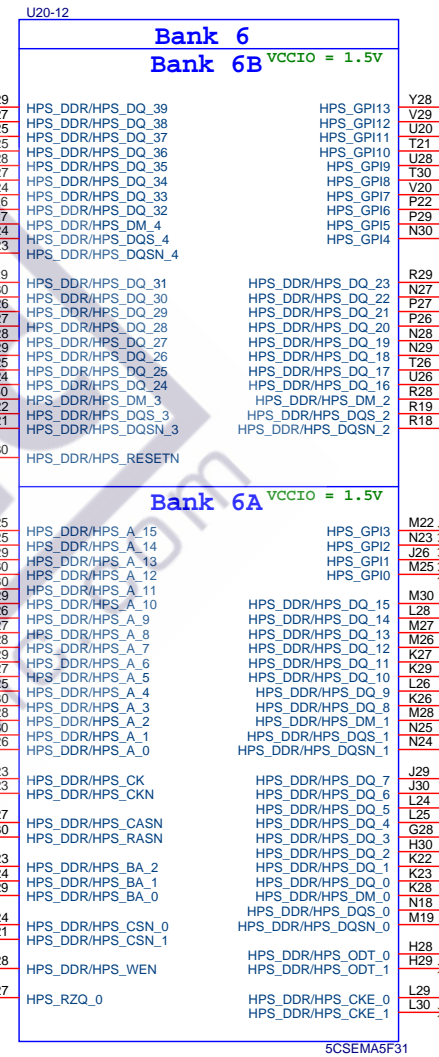 U20-12
Bank 6
Bank 6B VCCIO = 1.5V
HPS_DDR/HPS_DQ_39 HPS_GPI13 Y28
HPS_DDR/HPS_DQ_38 HPS_GPI12 V29
HPS_DDR/HPS_DQ_37 HPS_GPI11 U20
HPS_DDR/HPS_DQ_36 HPS_GPI10 T21
HPS_DDR/HPS_DQ_35 HPS_GPI9 U28
HPS_DDR/HPS_DQ_34 HPS_GPI8 T30
HPS_DDR/HPS_DQ_33 HPS_GPI7 V20
HPS_DDR/HPS_DQ_32 HPS_GPI6 P22
HPS_DDR/HPS_DM_4 HPS_GPI5 P29
HPS_DDR/HPS_DQS_4 HPS_GPI4 N30
HPS_DDR/HPS_DQSN_4
HPS_DDR/HPS_DQ_31 HPS_DDR/HPS_DQ_23 R29
HPS_DDR/HPS_DQ_30 HPS_DDR/HPS_DQ_22 N27
HPS_DDR/HPS_DQ_29 HPS_DDR/HPS_DQ_21 P27
HPS_DDR/HPS_DQ_28 HPS_DDR/HPS_DQ_20 P26
HPS_DDR/HPS_DQ_27 HPS_DDR/HPS_DQ_19 N28
HPS_DDR/HPS_DQ_26 HPS_DDR/HPS_DQ_18 N29
HPS_DDR/HPS_DQ_25 HPS_DDR/HPS_DQ_17 T26
HPS_DDR/HPS_DQ_24 HPS_DDR/HPS_DQ_16 U26
HPS_DDR/HPS_DM_3 HPS_DDR/HPS_DM_2 R28
HPS_DDR/HPS_DQS_3 HPS_DDR/HPS_DQS_2 R19
HPS_DDR/HPS_DQSN_3 HPS_DDR/HPS_DQSN_2 R18
HPS_DDR/HPS_RESETN
Bank 6A VCCIO = 1.5V
HPS_DDR/HPS_A_15 HPS_GPI3 M22
HPS_DDR/HPS_A_14 HPS_GPI2 N23
HPS_DDR/HPS_A_13 HPS_GPI1 J26
HPS_DDR/HPS_A_12 HPS_GPI0 M25
HPS_DDR/HPS_A_11
HPS_DDR/HPS_A_10 HPS_DDR/HPS_DQ_15 M30
HPS_DDR/HPS_A_9 HPS_DDR/HPS_DQ_14 L28
HPS_DDR/HPS_A_8 HPS_DDR/HPS_DQ_13 M27
HPS_DDR/HPS_A_7 HPS_DDR/HPS_DQ_12 M26
HPS_DDR/HPS_A_6 HPS_DDR/HPS_DQ_11 K27
HPS_DDR/HPS_A_5 HPS_DDR/HPS_DQ_10 K29
HPS_DDR/HPS_A_4 HPS_DDR/HPS_DQ_9 L26
HPS_DDR/HPS_A_3 HPS_DDR/HPS_DQ_8 K26
HPS_DDR/HPS_A_2 HPS_DDR/HPS_DM_1 M28
HPS_DDR/HPS_A_1 HPS_DDR/HPS_DQS_1 N25
HPS_DDR/HPS_A_0 HPS_DDR/HPS_DQSN_1 N24
HPS_DDR/HPS_CK HPS_DDR/HPS_DQ_7 J29
HPS_DDR/HPS_CKN HPS_DDR/HPS_DQ_6 J30
HPS_DDR/HPS_DQ_5 L24
HPS_DDR/HPS_CASN HPS_DDR/HPS_DQ_4 L25
HPS_DDR/HPS_RASN HPS_DDR/HPS_DQ_3 G28
HPS_DDR/HPS_DQ_2 H30
HPS_DDR/HPS_BA_2 HPS_DDR/HPS_DQ_1 K22
HPS_DDR/HPS_BA_1 HPS_DDR/HPS_DQ_0 K23
HPS_DDR/HPS_BA_0 HPS_DDR/HPS_DM_0 K28
HPS_DDR/HPS_DQS_0 N18
HPS_DDR/HPS_CSN_0 HPS_DDR/HPS_DQSN_0 M19
HPS_DDR/HPS_CSN_1
HPS_DDR/HPS_ODT_0 H28
HPS_DDR/HPS_WEN HPS_DDR/HPS_ODT_1 H29
HPS_RZQ_0 HPS_DDR/HPS_CKE_0 L29
HPS_DDR/HPS_CKE_1 L30
5CSEMA5F31